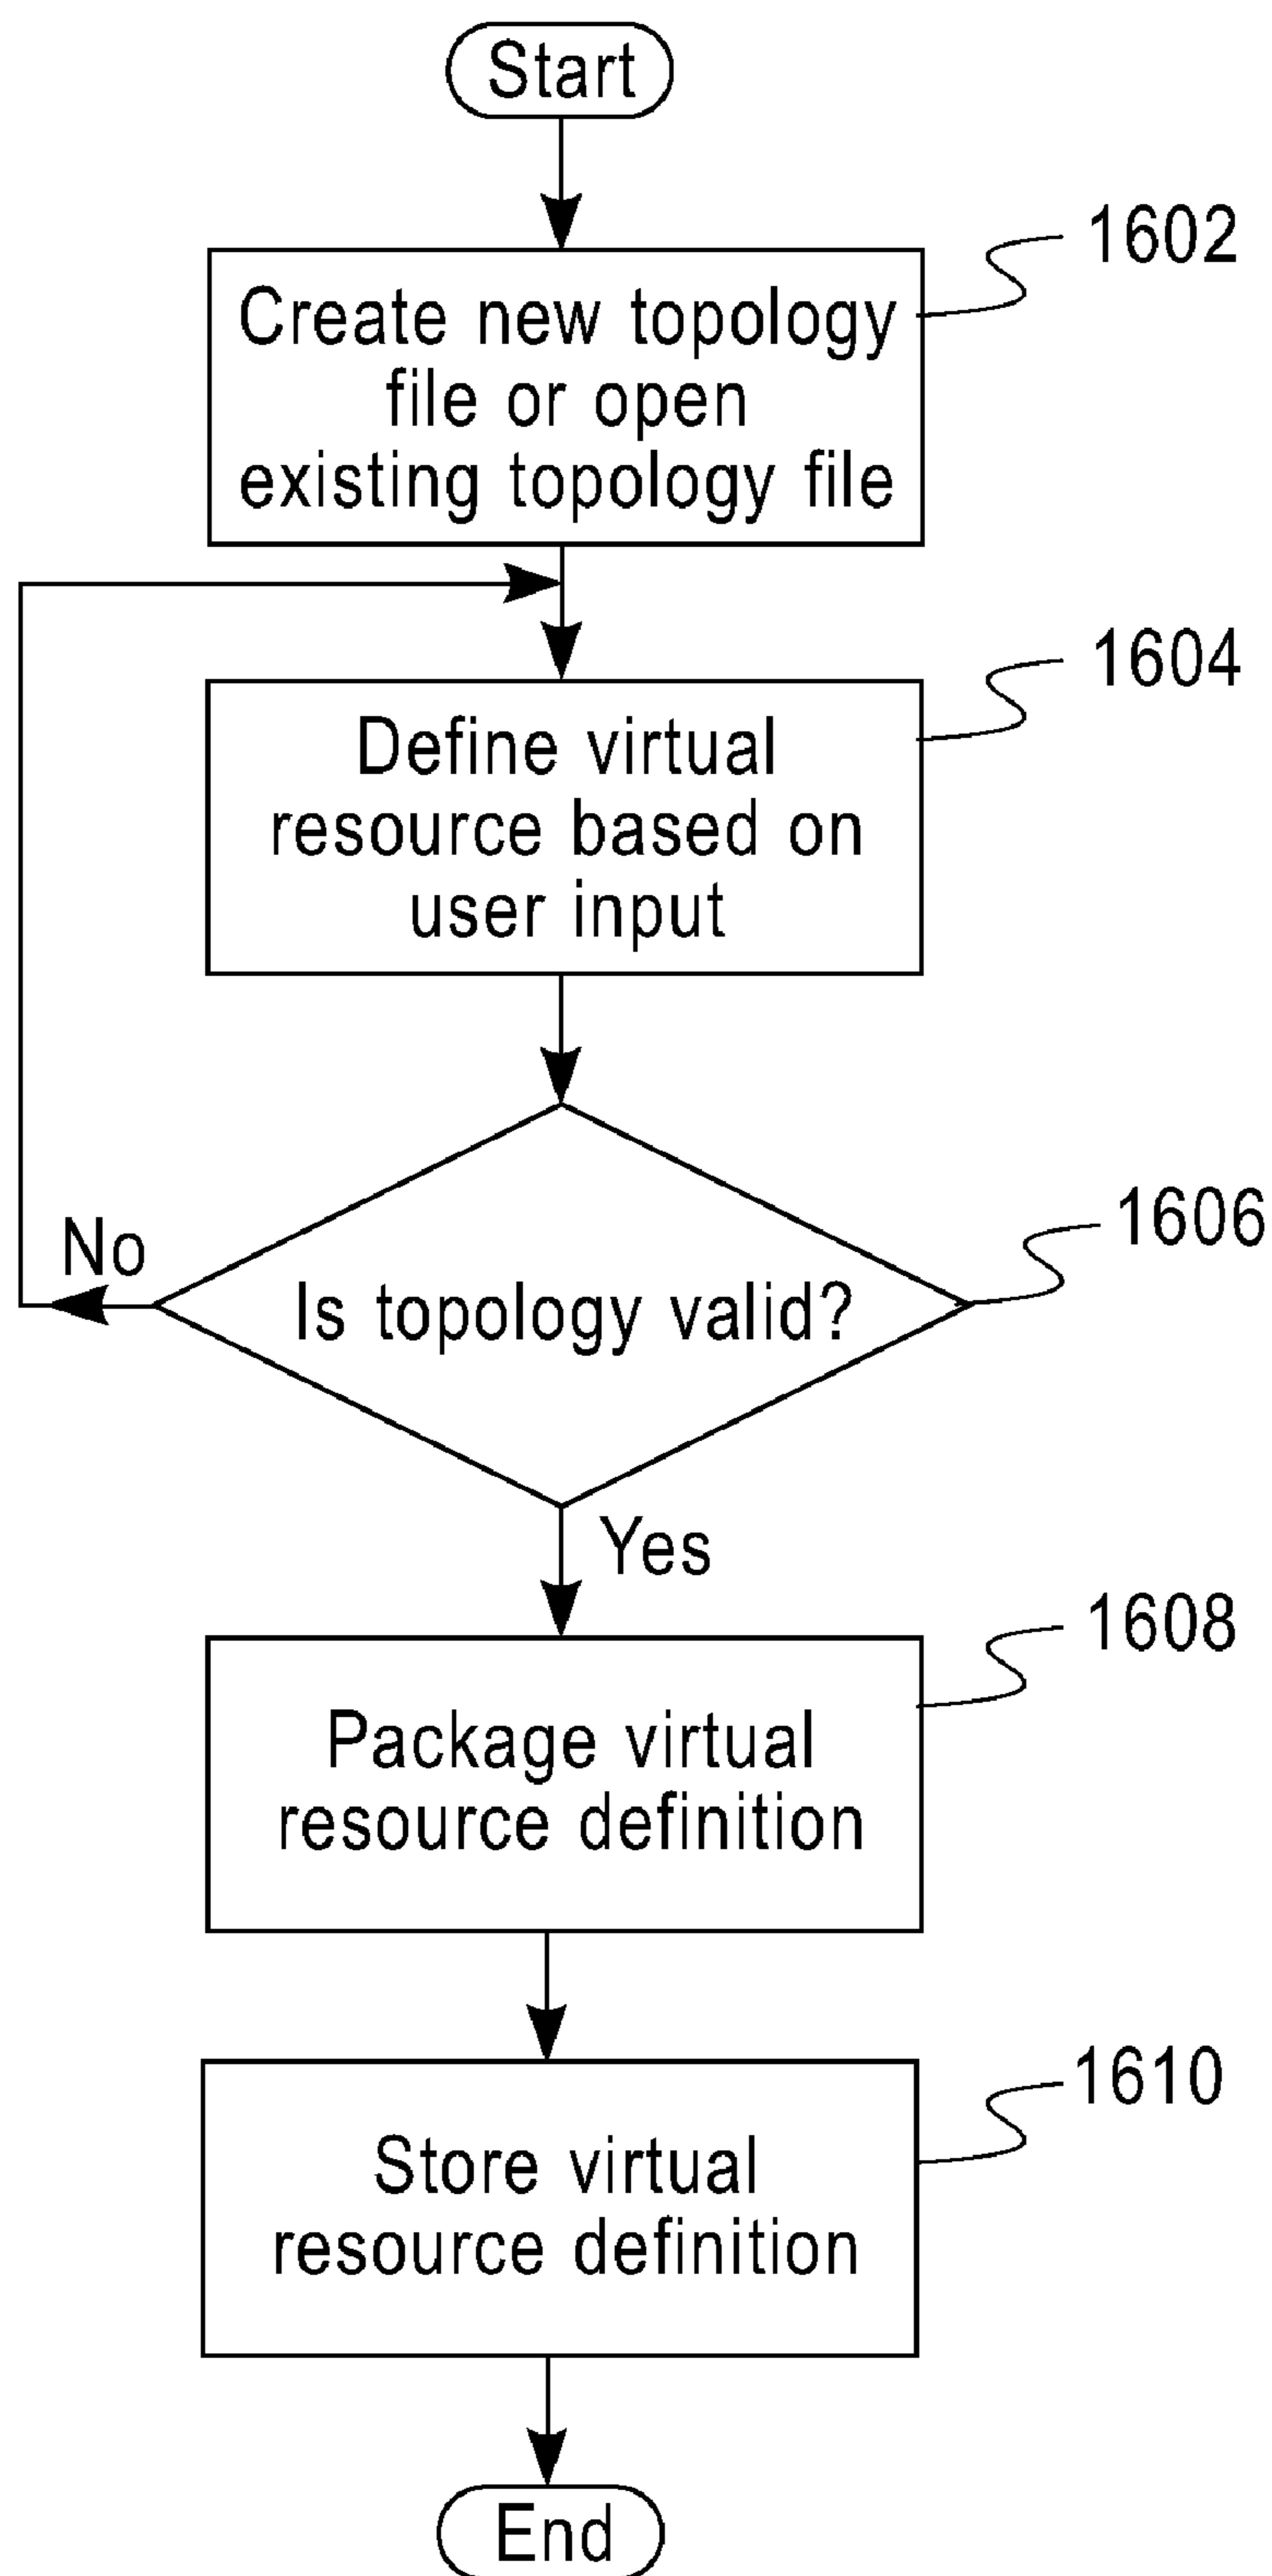 Start
1602
Create new topology
file or open
existing topology file
1604
Define virtual
resource based on
user input
1606
No
Is topology valid?
Yes
1608
Package virtual
resource definition
1610
Store virtual
resource definition
End